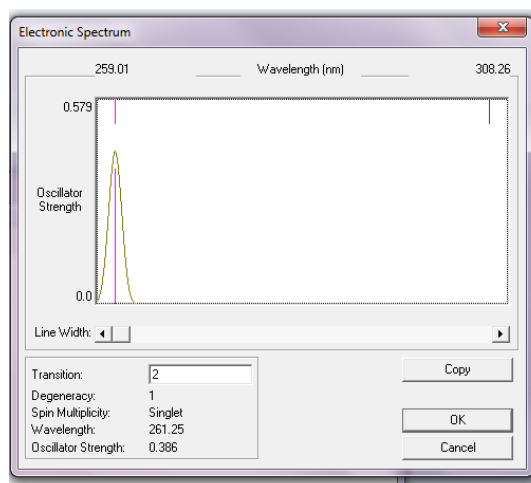 Electronic Spectrum
259.01 Wavelength (nm) 308.26
0.579
Oscillator
Strength
0.0
Line Width:
Transition: 2
Degeneracy: 1
Spin Multiplicity: Singlet
Wavelength: 261.25
Oscillator Strength: 0.386
Copy
OK
Cancel